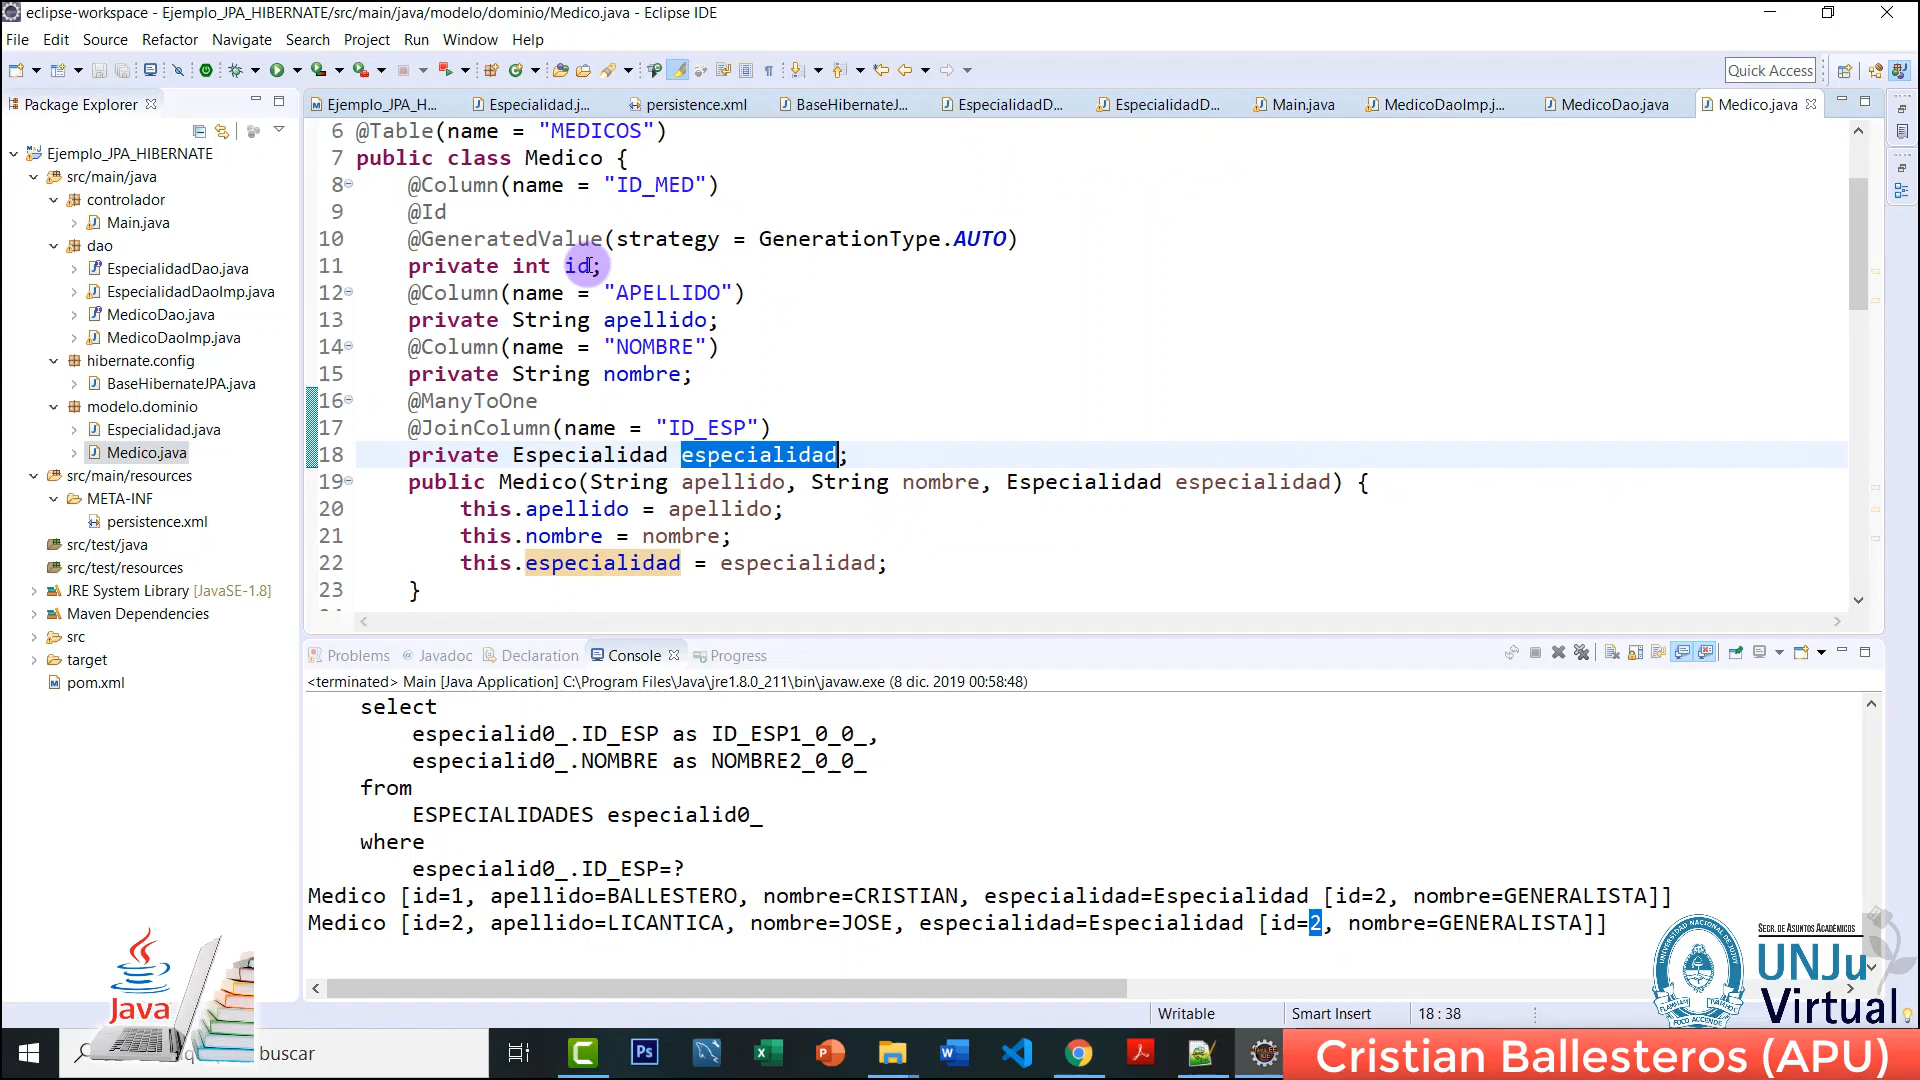 eclipse-workspace - Ejemplo_JPA_HIBERNATE/src/main/java/modelo/dominio/Medico.java - Eclipse IDE
File Edit Source Refactor Navigate Search Project Run Window Help
Quick Access
Package Explorer
Ejemplo_JPA_H... Especialidad.j... persistence.xml BaseHibernateJ... EspecialidadD... EspecialidadD... Main.java MedicoDaoImp.j... MedicoDao.java Medico.java
Ejemplo_JPA_HIBERNATE
src/main/java
controlador
Main.java
dao
EspecialidadDao.java
EspecialidadDaoImp.java
MedicoDao.java
MedicoDaoImp.java
hibernate.config
BaseHibernateJPA.java
modelo.dominio
Especialidad.java
Medico.java
src/main/resources
META-INF
persistence.xml
src/test/java
src/test/resources
JRE System Library [JavaSE-1.8]
Maven Dependencies
src
target
pom.xml
6 @Table(name = "MEDICOS")
7 public class Medico {
8 @Column(name = "ID_MED")
9 @Id
10 @GeneratedValue(strategy = GenerationType.AUTO)
11 private int id;
12 @Column(name = "APELLIDO")
13 private String apellido;
14 @Column(name = "NOMBRE")
15 private String nombre;
16 @ManyToOne
17 @JoinColumn(name = "ID_ESP")
18 private Especialidad especialidad;
19 public Medico(String apellido, String nombre, Especialidad especialidad) {
20 this.apellido = apellido;
21 this.nombre = nombre;
22 this.especialidad = especialidad;
23 }
Problems Javadoc Declaration Console Progress
<terminated> Main [Java Application] C:\Program Files\Java\jre1.8.0_211\bin\javaw.exe (8 dic. 2019 00:58:48)
select
especialid0_.ID_ESP as ID_ESP1_0_0_,
especialid0_.NOMBRE as NOMBRE2_0_0_
from
ESPECIALIDADES especialid0_
where
especialid0_.ID_ESP=?
Medico [id=1, apellido=BALLESTERO, nombre=CRISTIAN, especialidad=Especialidad [id=2, nombre=GENERALISTA]]
Medico [id=2, apellido=LICANTICA, nombre=JOSE, especialidad=Especialidad [id=2, nombre=GENERALISTA]]
Java
SECR. DE ASUNTOS ACADÉMICOS
UNJu
Virtual
Writable Smart Insert 18 : 38
buscar
Cristian Ballesteros (APU)